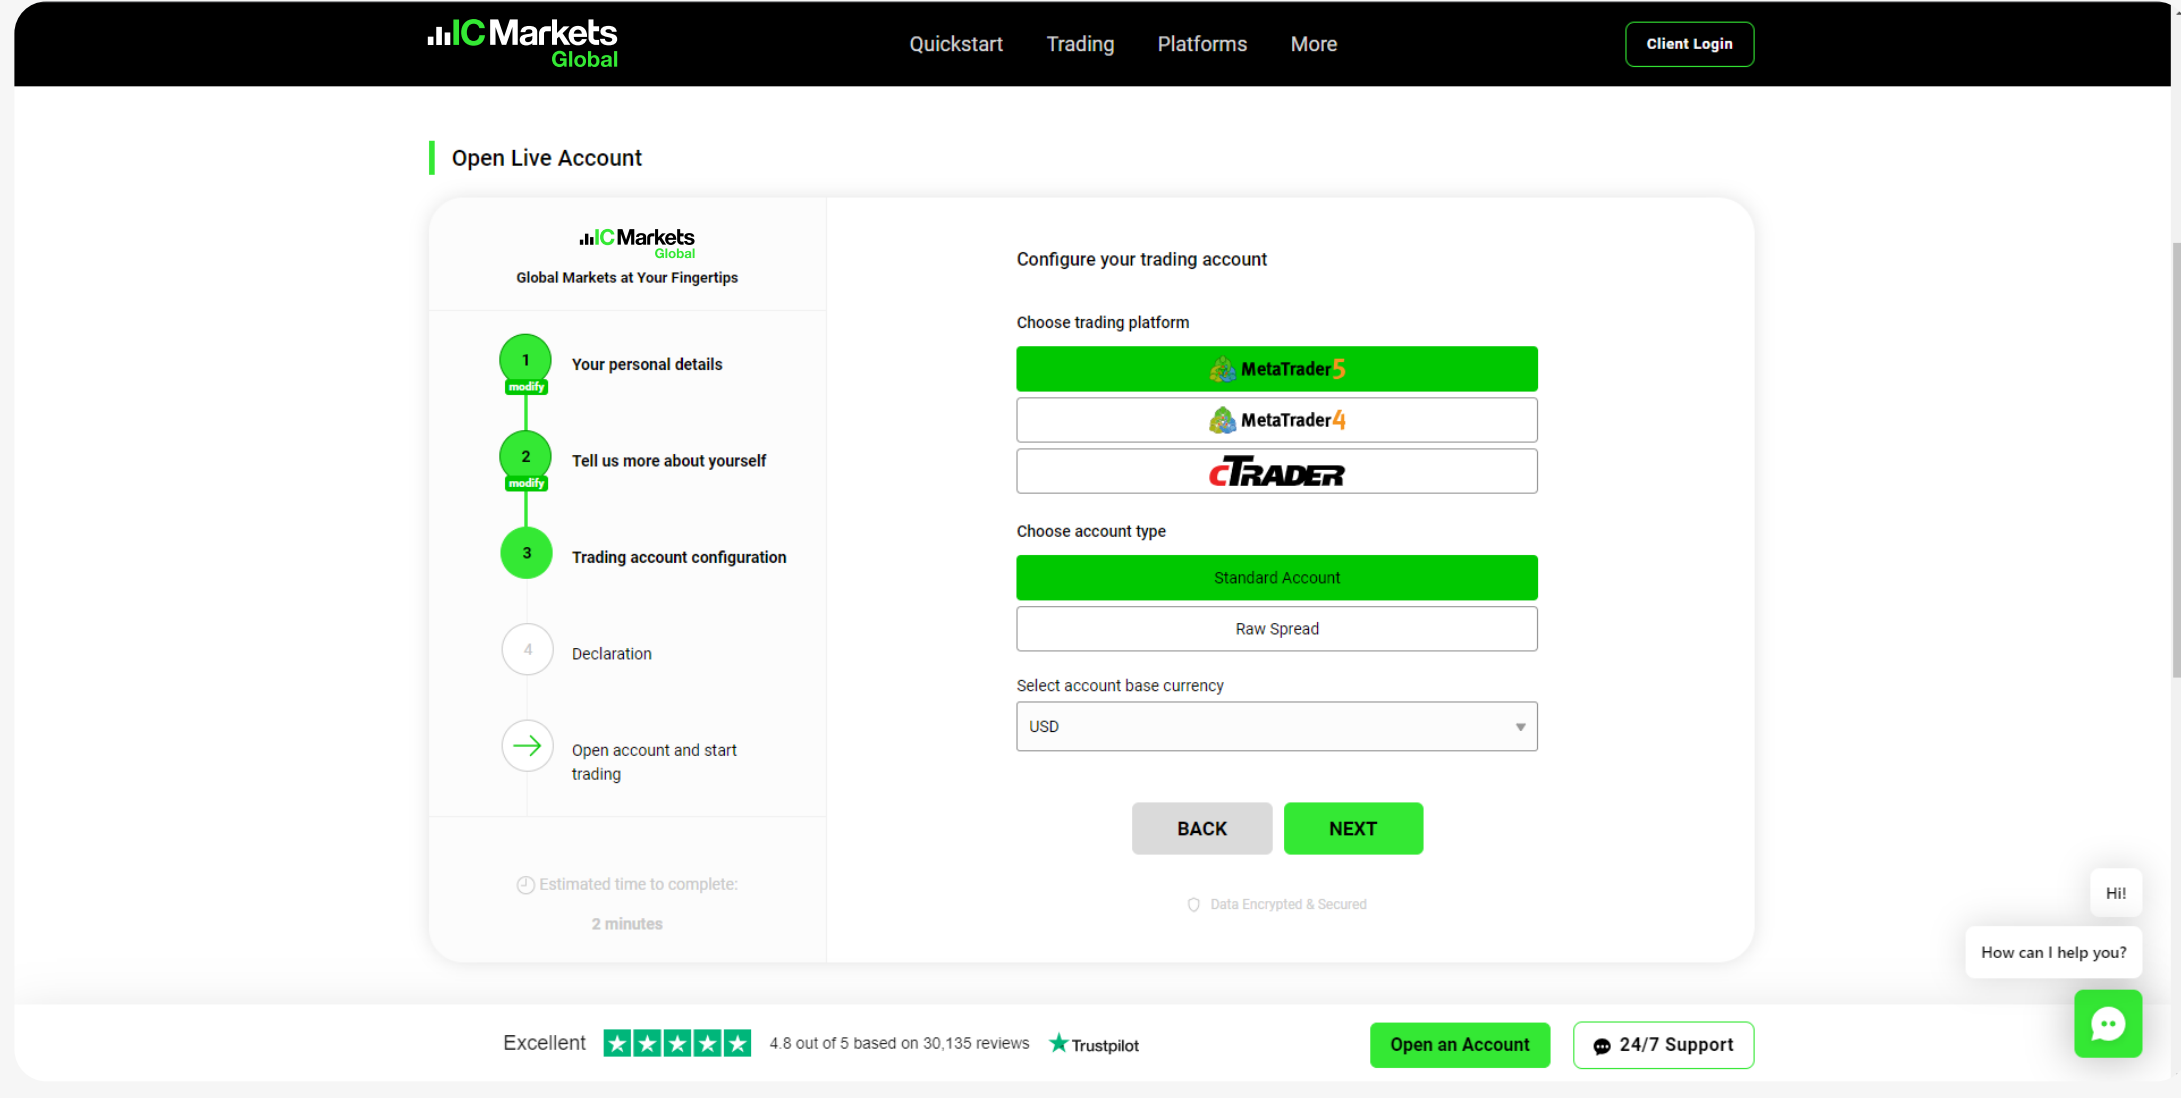 IC Markets
Global
Quickstart
Trading
Platforms
More
Client Login
Open Live Account
IC Markets
Global
Global Markets at Your Fingertips
1
modify
Your personal details
2
modify
Tell us more about yourself
3
Trading account configuration
4
Declaration
Open account and start
trading
Estimated time to complete:
2 minutes
Configure your trading account
Choose trading platform
MetaTrader5
MetaTrader4
cTRADER
Choose account type
Standard Account
Raw Spread
Select account base currency
USD
BACK
NEXT
Data Encrypted & Secured
Hi!
How can I help you?
Excellent
4.8 out of 5 based on 30,135 reviews
Trustpilot
Open an Account
24/7 Support